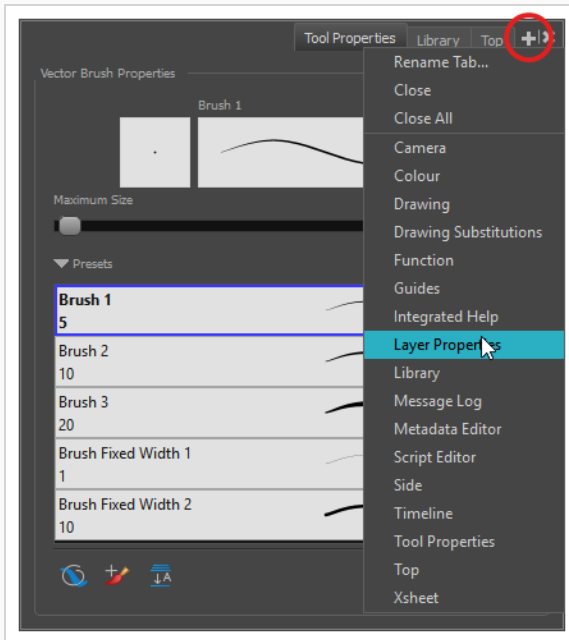 Tool Properties
Library
Top
Rename Tab...
Close
Close All
Camera
Colour
Drawing
Drawing Substitutions
Function
Guides
Integrated Help
Layer Properties
Library
Message Log
Metadata Editor
Script Editor
Side
Timeline
Tool Properties
Top
Xsheet
Vector Brush Properties
Brush 1
Maximum Size
Presets
Brush 1
5
Brush 2
10
Brush 3
20
Brush Fixed Width 1
1
Brush Fixed Width 2
10
A